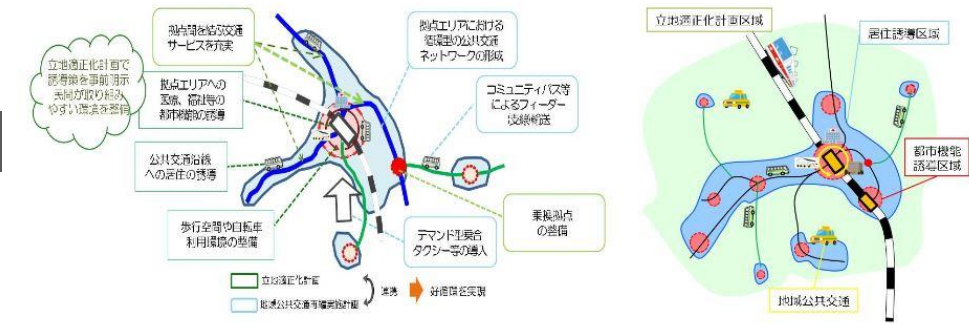 拠点間を結ぶ交通
サービスを充実
拠点エリアにおける
循環型の公共交通
ネットワークの形成
立地適正化計画で
誘導策を事前明示
民間が取り組み
やすい環境を整備
拠点エリアへの
医療、福祉等の
都市機能の誘導
コミュニティバス等
によるフィーダー
支線輸送
公共交通沿線
への居住の誘導
歩行空間や自転車
利用環境の整備
デマンド型乗合
タクシー等の導入
乗換拠点
の整備
立地適正化計画
地域公共交通再編実施計画
連携
好循環を実現
立地適正化計画区域
居住誘導区域
都市機能
誘導区域
地域公共交通